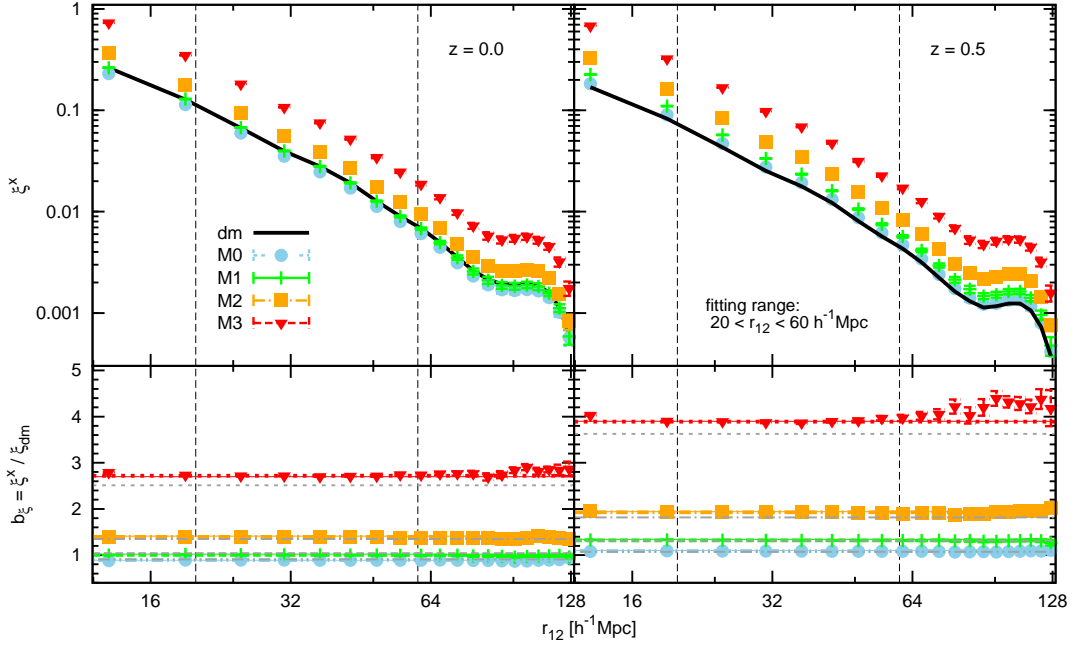 1
0.1
0.01
0.001
ξˣ
z = 0.0
z = 0.5
dm
M0
M1
M2
M3
fitting range:
20 < r₁₂ < 60 h⁻¹Mpc
5
4
3
2
1
b_ξ = ξˣ / ξ_dm
16 32 64 128 16 32 64 128
r₁₂ [h⁻¹Mpc]